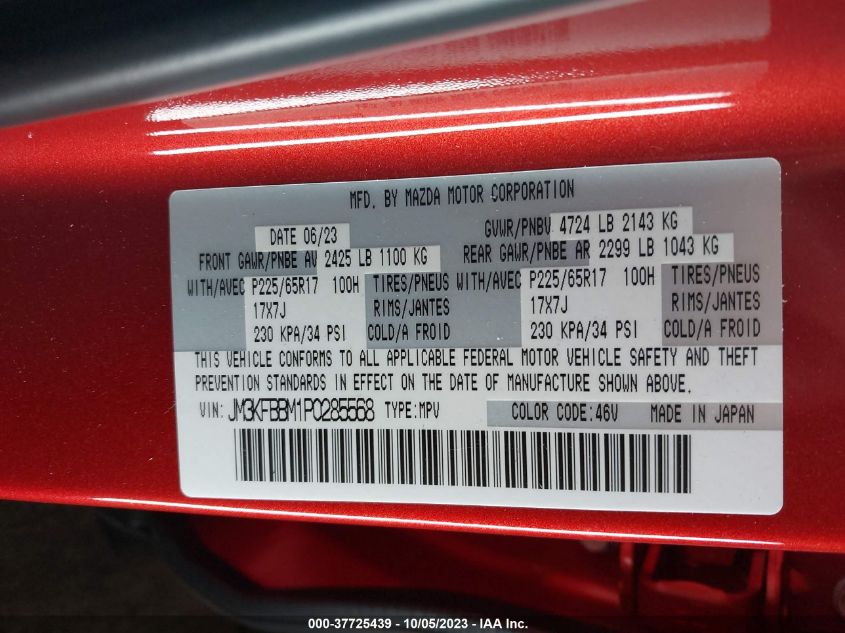 MFD. BY MAZDA MOTOR CORPORATION
DATE 06/23 GVWR/PNBV 4724 LB 2143 KG
FRONT GAWR/PNBE AV 2425 LB 1100 KG REAR GAWR/PNBE AR 2299 LB 1043 KG
WITH/AVEC P225/65R17 100H TIRES/PNEUS WITH/AVEC P225/65R17 100H TIRES/PNEUS
17X7J RIMS/JANTES 17X7J RIMS/JANTES
230 KPA/34 PSI COLD/A FROID 230 KPA/34 PSI COLD/A FROID
THIS VEHICLE CONFORMS TO ALL APPLICABLE FEDERAL MOTOR VEHICLE SAFETY AND THEFT
PREVENTION STANDARDS IN EFFECT ON THE DATE OF MANUFACTURE SHOWN ABOVE.
VIN: JM3KFBBM1P0285568 TYPE:MPV COLOR CODE:46V MADE IN JAPAN
000-37725439 - 10/05/2023 - IAA Inc.